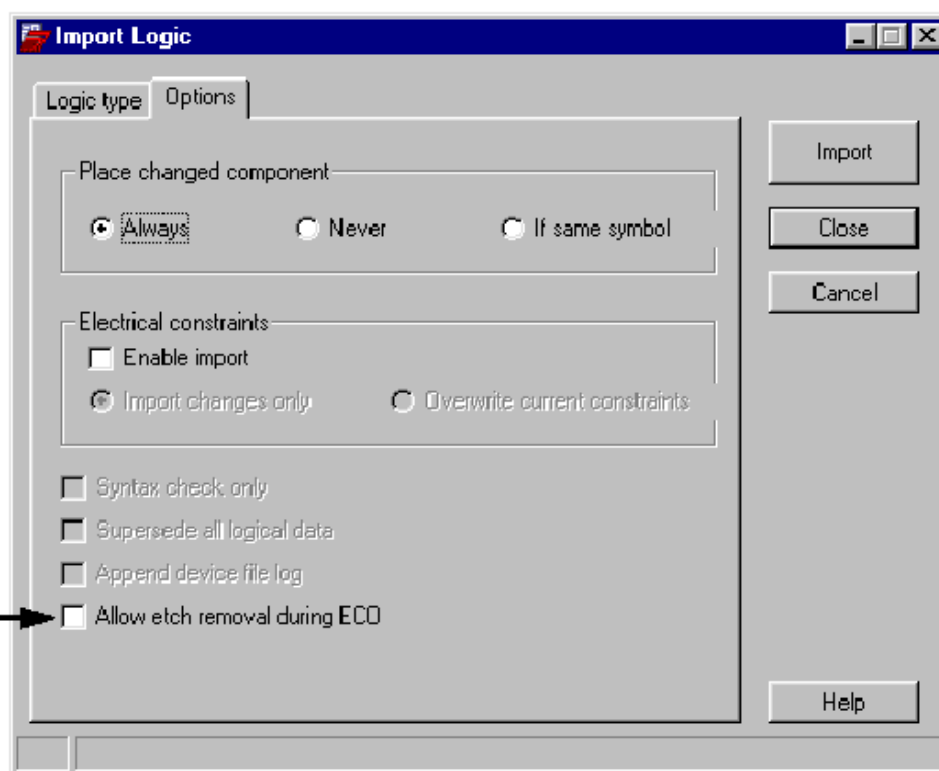 Import Logic
Logic type
Options
Place changed component
Always
Never
If same symbol
Electrical constraints
Enable import
Import changes only
Overwrite current constraints
Syntax check only
Supersede all logical data
Append device file log
Allow etch removal during ECO
Import
Close
Cancel
Help